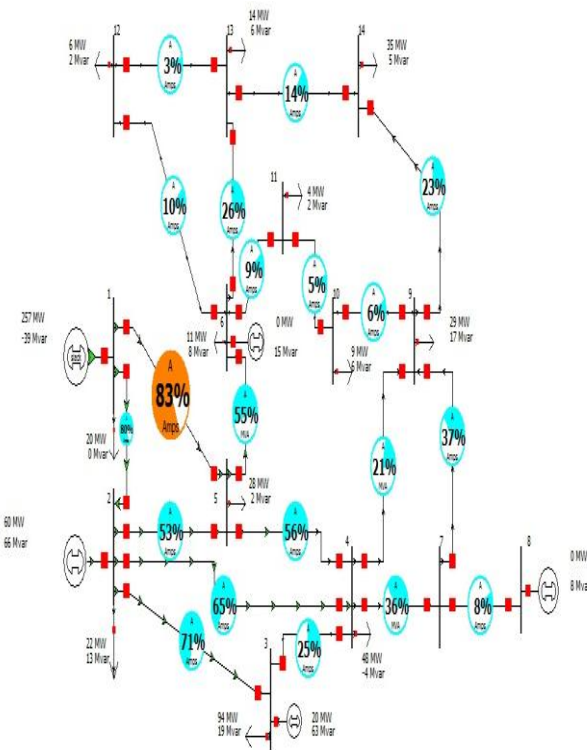 12
13
14
6 MW
2 Mvar
14 MW
6 Mvar
35 MW
5 Mvar
A
3%
Amps
A
14%
Amps
A
10%
Amps
A
26%
Amps
11
4 MW
2 Mvar
A
23%
Amps
A
9%
Amps
A
5%
Amps
10
A
6%
Amps
9
1
257 MW
-39 Mvar
slack
6
11 MW
8 Mvar
0 MW
15 Mvar
9 MW
6 Mvar
29 MW
17 Mvar
A
83%
Amps
A
80%
A
55%
MVA
A
21%
MVA
A
37%
Amps
20 MW
0 Mvar
5
28 MW
2 Mvar
2
60 MW
66 Mvar
A
53%
Amps
A
56%
Amps
4
7
8
0 MW
8 Mvar
A
65%
Amps
A
36%
MVA
A
8%
Amps
22 MW
13 Mvar
A
71%
Amps
3
A
25%
Amps
48 MW
-4 Mvar
94 MW
19 Mvar
20 MW
63 Mvar